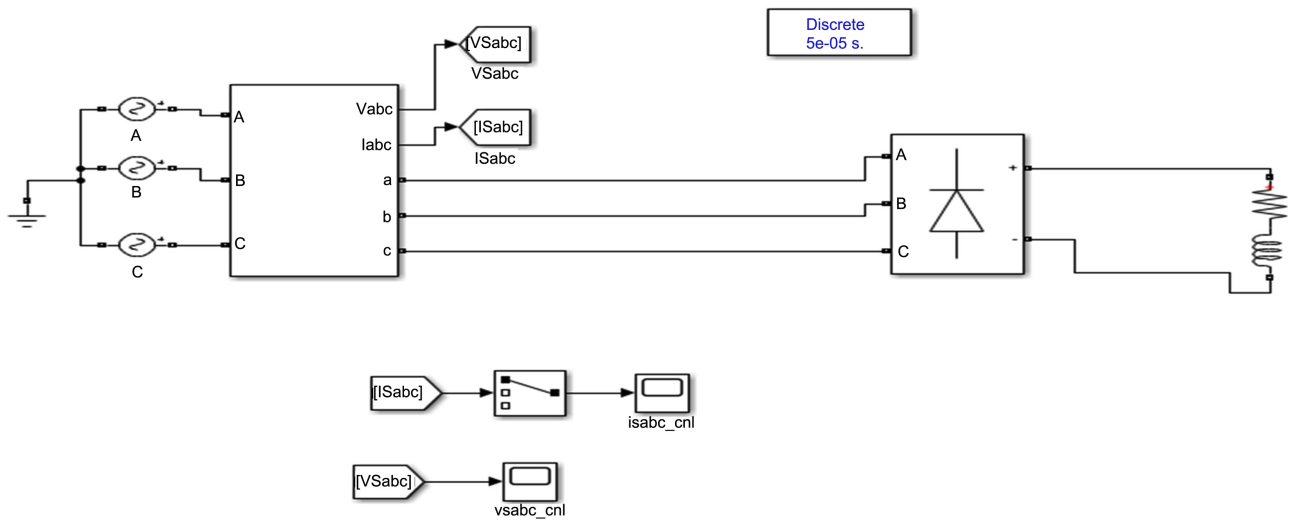 Discrete
5e-05 s.
[VSabc]
VSabc
[ISabc]
ISabc
A
B
C
A
B
C
Vabc
Iabc
a
b
c
A
B
C
+
-
[ISabc]
isabc_cnl
[VSabc]
vsabc_cnl